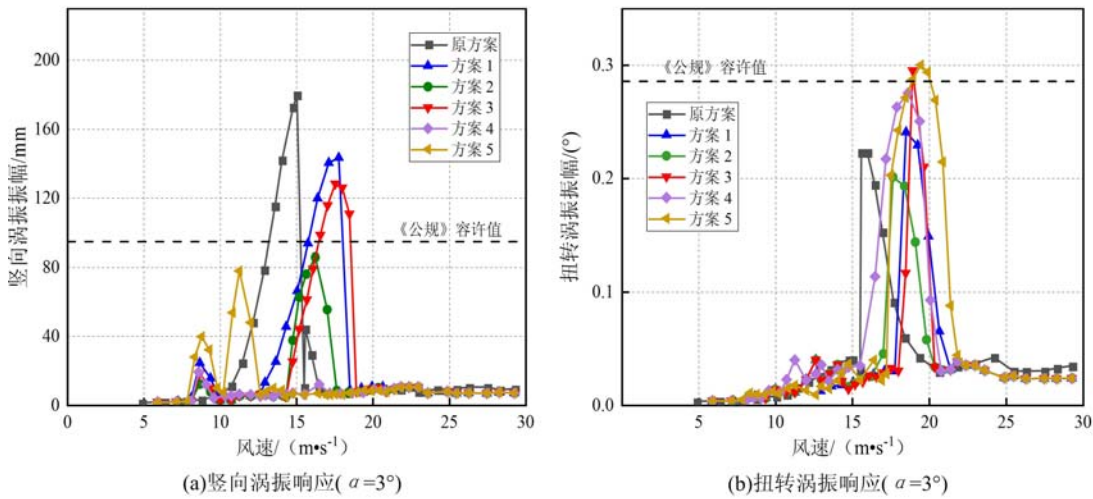 竖向涡振振幅/mm
200
160
120
80
40
0
0
5
10
15
20
25
30
原方案
方案 1
方案 2
方案 3
方案 4
方案 5
《公规》容许值
风速/（m•s-1）
(a)竖向涡振响应( α=3°)
扭转涡振振幅/(°)
0.3
0.2
0.1
0.0
5
10
15
20
25
30
《公规》容许值
原方案
方案 1
方案 2
方案 3
方案 4
方案 5
风速/（m•s-1）
(b)扭转涡振响应( α=3°)